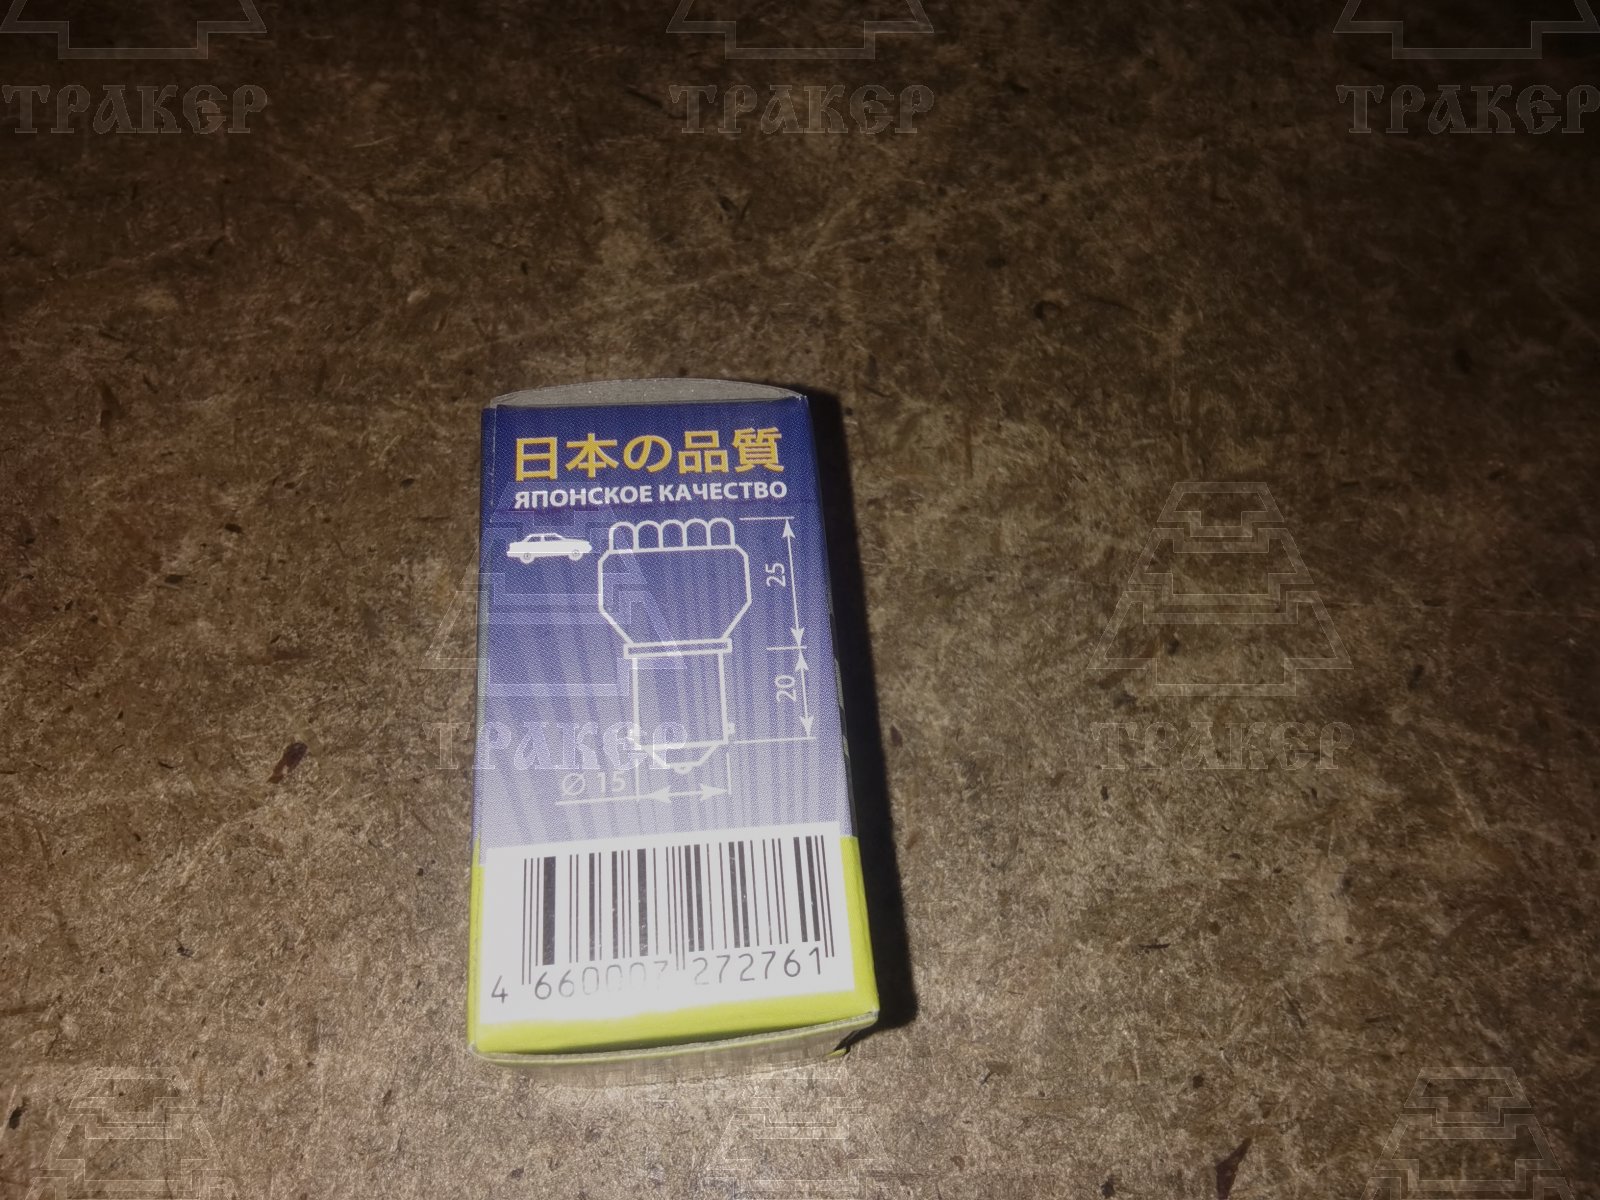 ТРАКЕР
ТРАКЕР
ТРАКЕР
日本の品質
ЯПОНСКОЕ КАЧЕСТВО
25
20
ТРАКЕР
ТРАКЕР
Ø 15
4 660007 272761